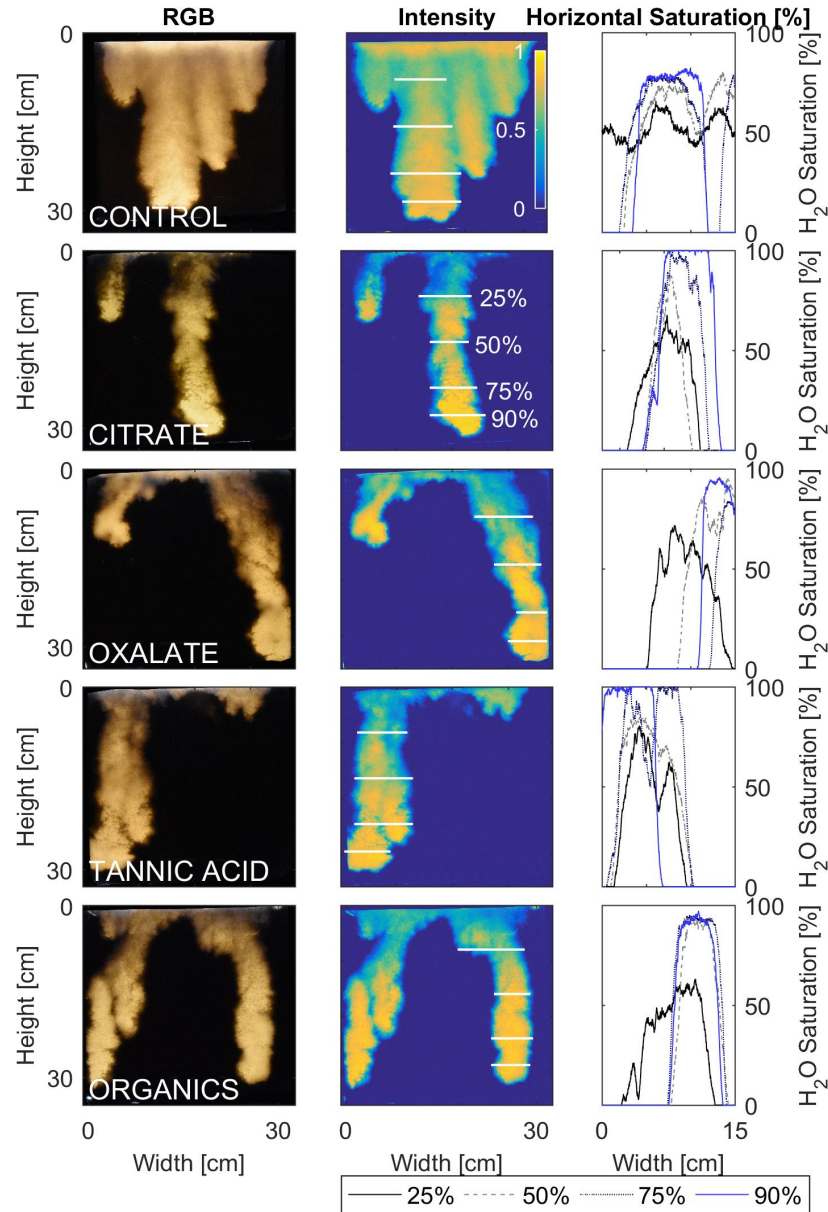 RGB
Intensity
Horizontal Saturation [%]
0
Height [cm]
30
CONTROL
1
0.5
0
100
50
0
H2O Saturation [%]
0
Height [cm]
30
CITRATE
25%
50%
75%
90%
100
50
0
H2O Saturation [%]
0
Height [cm]
30
OXALATE
100
50
0
H2O Saturation [%]
0
Height [cm]
30
TANNIC ACID
100
50
0
H2O Saturation [%]
0
Height [cm]
30
ORGANICS
100
50
0
H2O Saturation [%]
0 30
0 30
0 15
Width [cm]
Width [cm]
Width [cm]
25% 50% 75% 90%